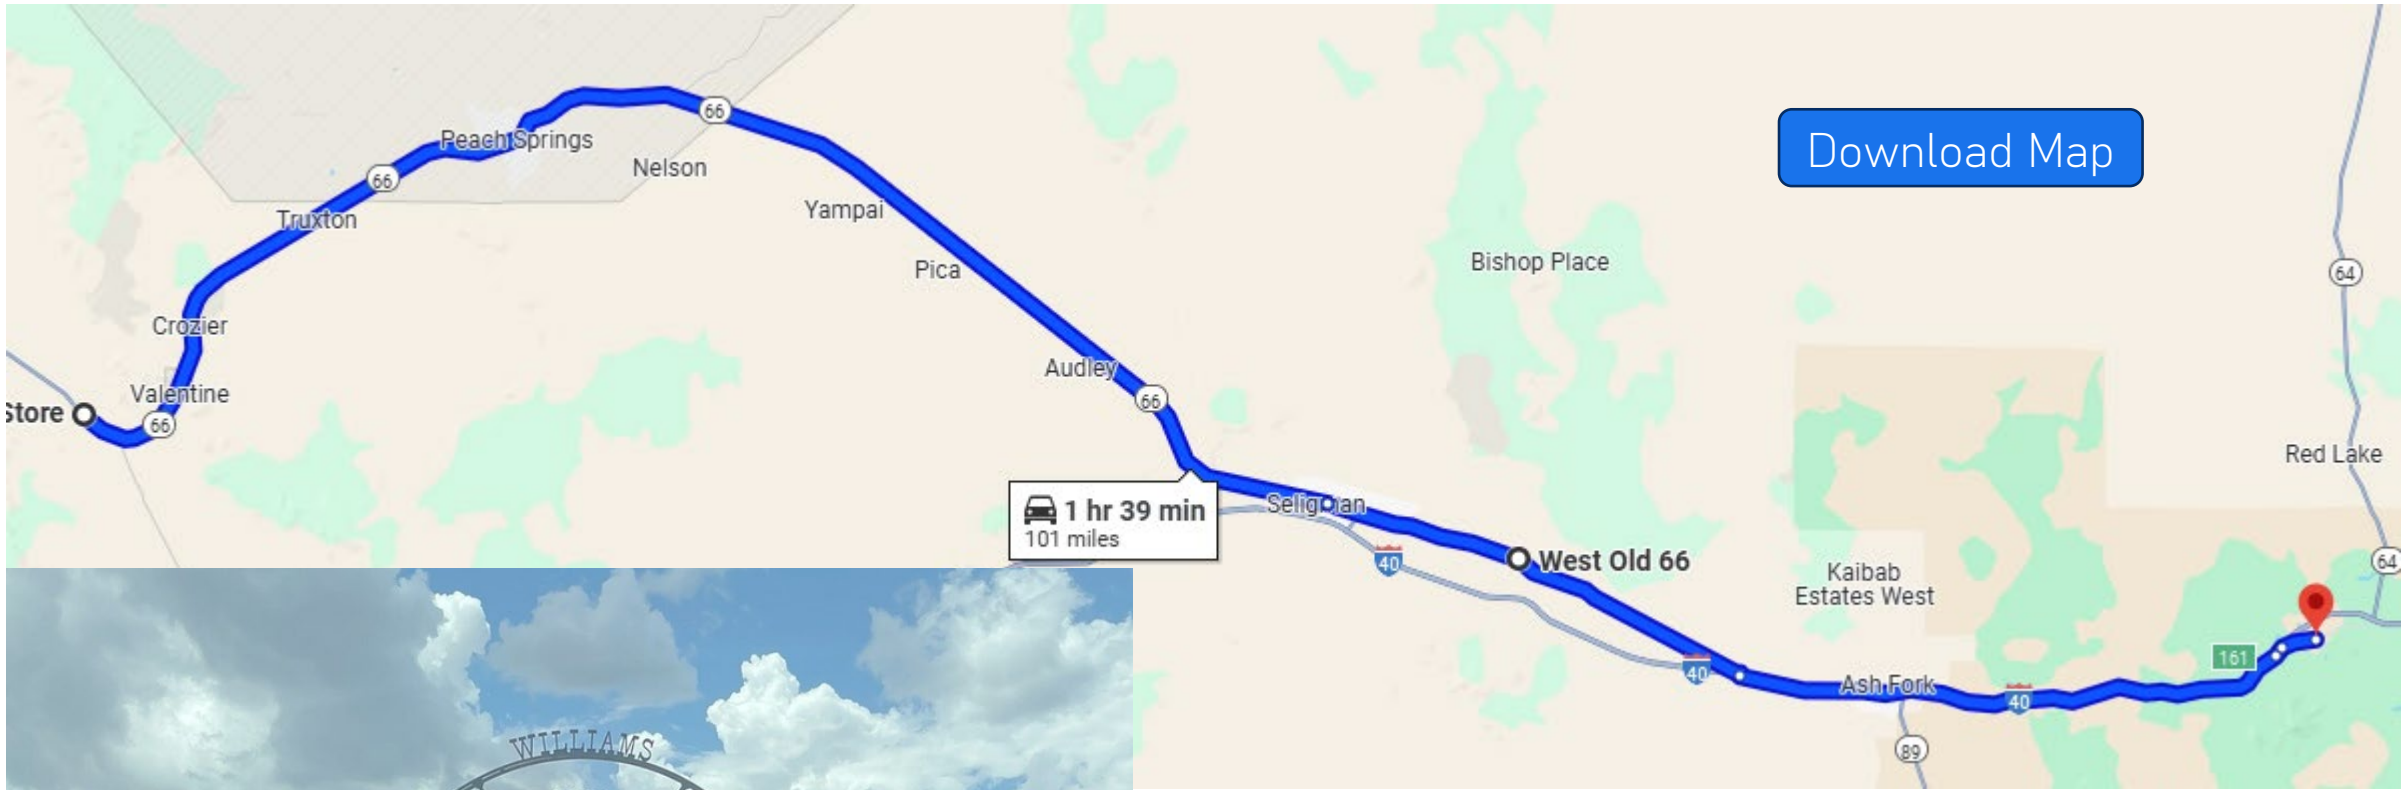 66
Download Map
Peach Springs
Nelson
66
Truxton
Yampai
Bishop Place
Pica
64
Crozier
Audley
Valentine
66
Store
66
Red Lake
1 hr 39 min
101 miles
Seligman
40
West Old 66
64
Kaibab
Estates West
161
40
Ash Fork
40
89
WILLIAMS